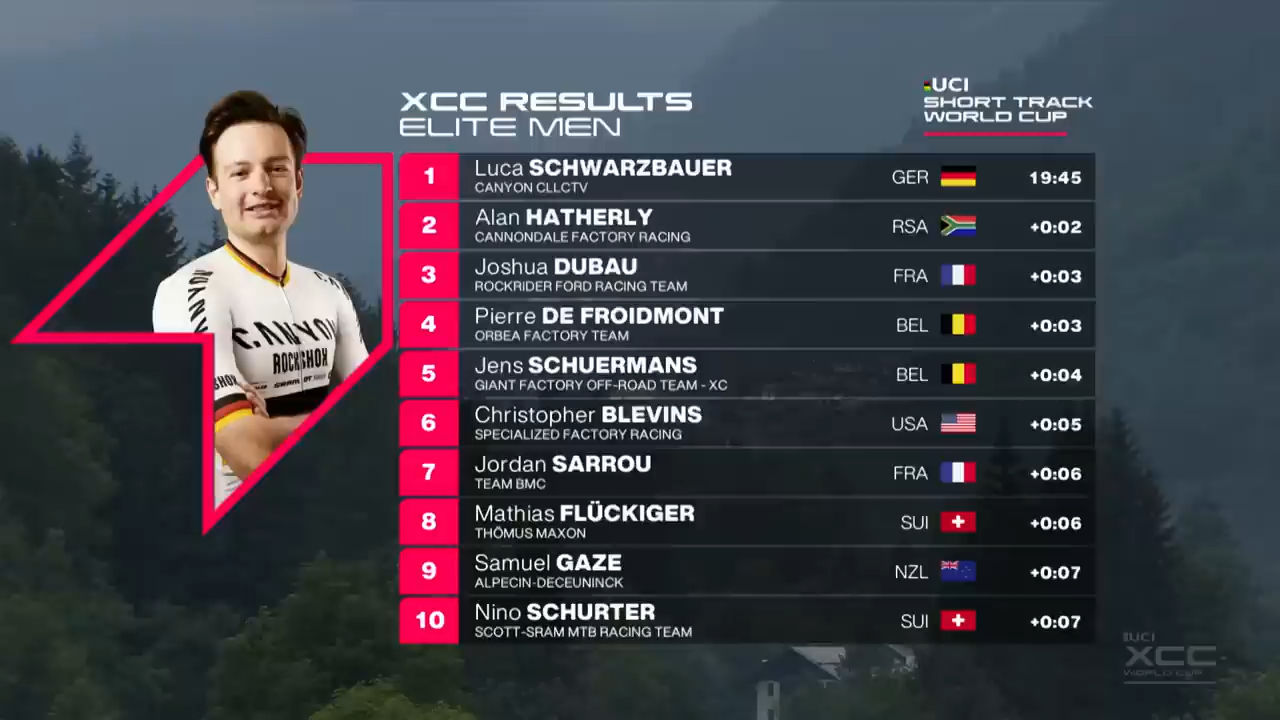 XCC RESULTS
ELITE MEN
UCI
SHORT TRACK
WORLD CUP
1 Luca SCHWARZBAUER GER 19:45
CANYON CLLCTV
2 Alan HATHERLY RSA +0:02
CANNONDALE FACTORY RACING
3 Joshua DUBAU FRA +0:03
ROCKRIDER FORD RACING TEAM
4 Pierre DE FROIDMONT BEL +0:03
ORBEA FACTORY TEAM
5 Jens SCHUERMANS BEL +0:04
GIANT FACTORY OFF-ROAD TEAM - XC
6 Christopher BLEVINS USA +0:05
SPECIALIZED FACTORY RACING
7 Jordan SARROU FRA +0:06
TEAM BMC
8 Mathias FLÜCKIGER SUI +0:06
THÖMUS MAXON
9 Samuel GAZE NZL +0:07
ALPECIN-DECEUNINCK
10 Nino SCHURTER SUI +0:07
SCOTT-SRAM MTB RACING TEAM
CANYON
ROCKSHOX
UCI
XCC
WORLD CUP